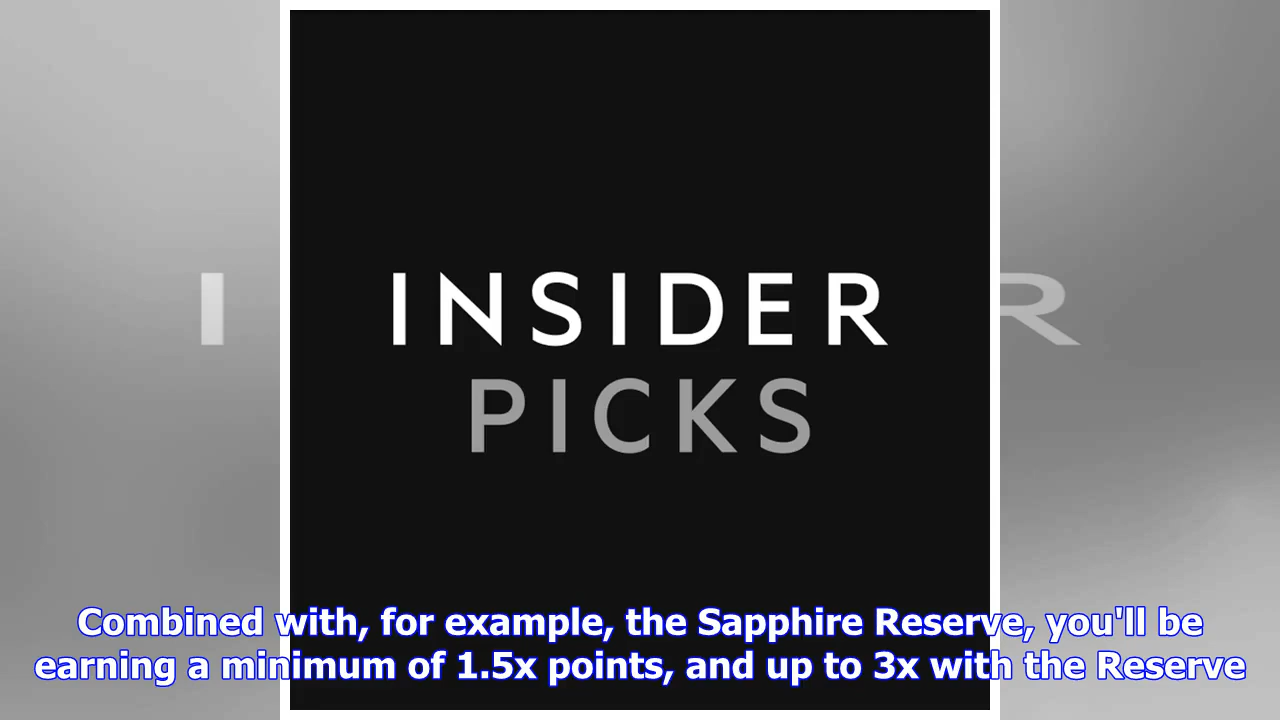 INSIDER
PICKS
Combined with, for example, the Sapphire Reserve, you'll be
earning a minimum of 1.5x points, and up to 3x with the Reserve